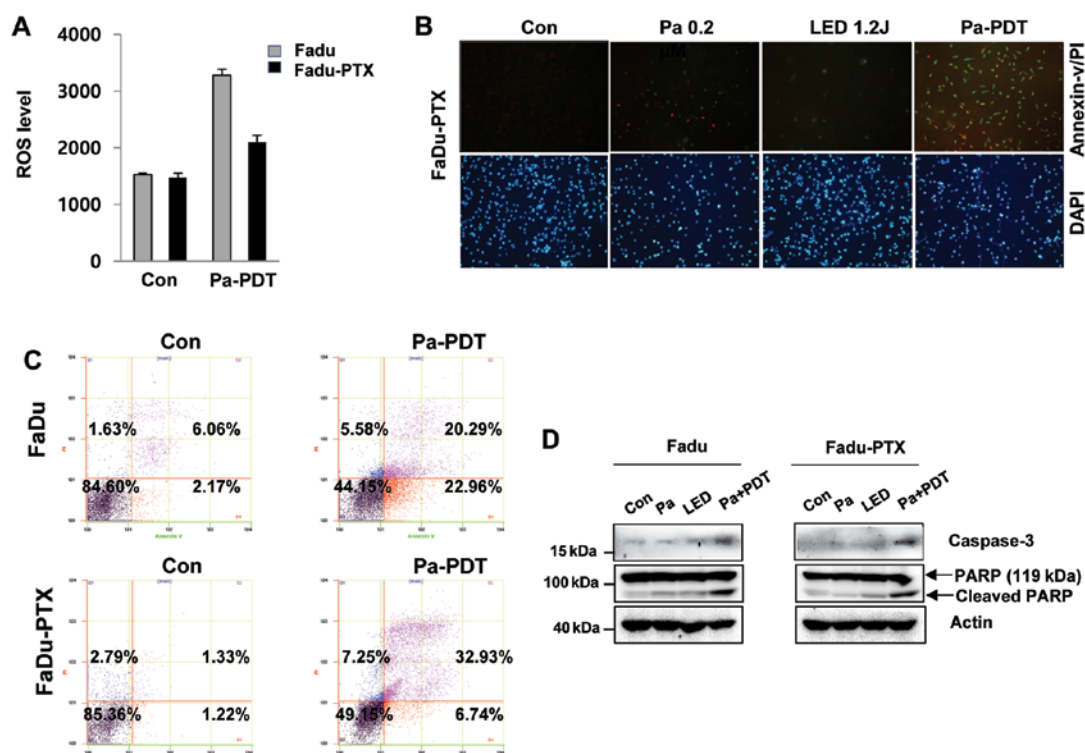 A
ROS level
4000
3000
2000
1000
0
Fadu
Fadu-PTX
Con
Pa-PDT
B
Con
Pa 0.2
μM
LED 1.2J
Pa-PDT
FaDu-PTX
Annexin-v/PI
DAPI
C
Con
Pa-PDT
FaDu
1.63%
6.06%
84.60%
2.17%
Annexin V
5.58%
20.29%
44.15%
22.96%
Annexin V
Con
Pa-PDT
FaDu-PTX
2.79%
1.33%
85.36%
1.22%
7.25%
32.93%
49.15%
6.74%
D
Fadu
Fadu-PTX
Con Pa LED Pa+PDT
Con Pa LED Pa+PDT
15 kDa
Caspase-3
100 kDa
PARP (119 kDa)
Cleaved PARP
40 kDa
Actin